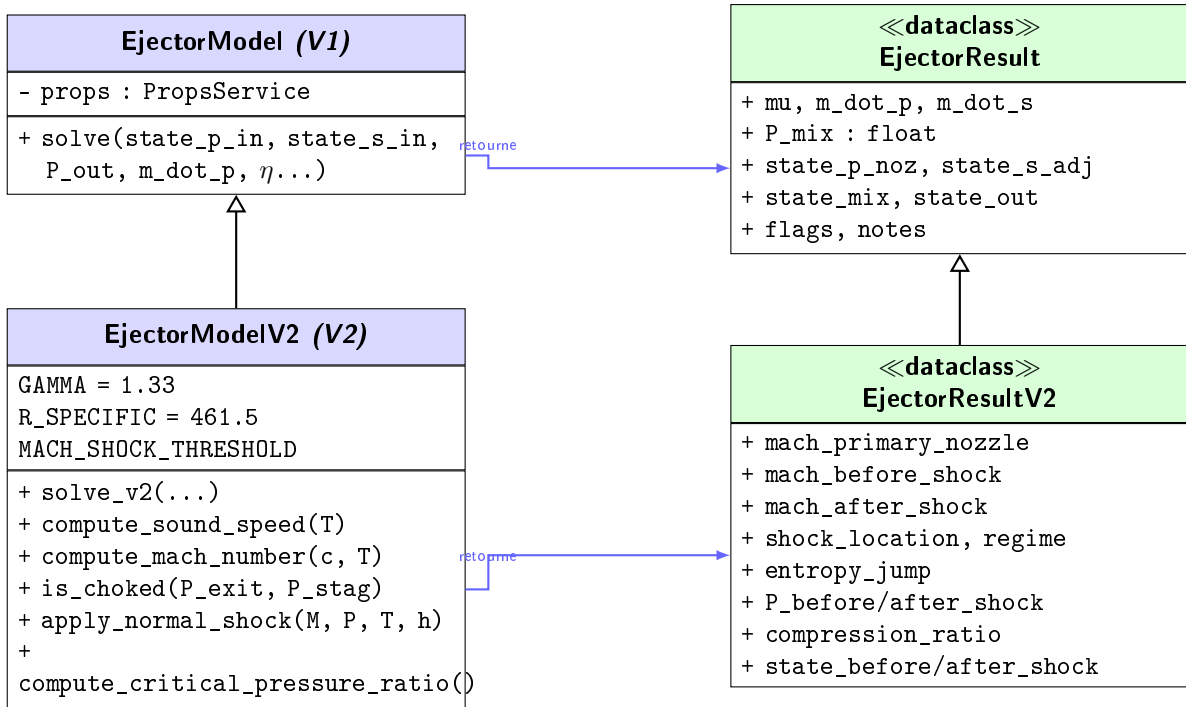 EjectorModel (V1)
- props : PropsService
+ solve(state_p_in, state_s_in,
P_out, m_dot_p, η...)
retourne
≪dataclass≫
EjectorResult
+ mu, m_dot_p, m_dot_s
+ P_mix : float
+ state_p_noz, state_s_adj
+ state_mix, state_out
+ flags, notes
EjectorModelV2 (V2)
GAMMA = 1.33
R_SPECIFIC = 461.5
MACH_SHOCK_THRESHOLD
+ solve_v2(...)
+ compute_sound_speed(T)
+ compute_mach_number(c, T)
+ is_choked(P_exit, P_stag)
+ apply_normal_shock(M, P, T, h)
+
compute_critical_pressure_ratio()
retourne
≪dataclass≫
EjectorResultV2
+ mach_primary_nozzle
+ mach_before_shock
+ mach_after_shock
+ shock_location, regime
+ entropy_jump
+ P_before/after_shock
+ compression_ratio
+ state_before/after_shock